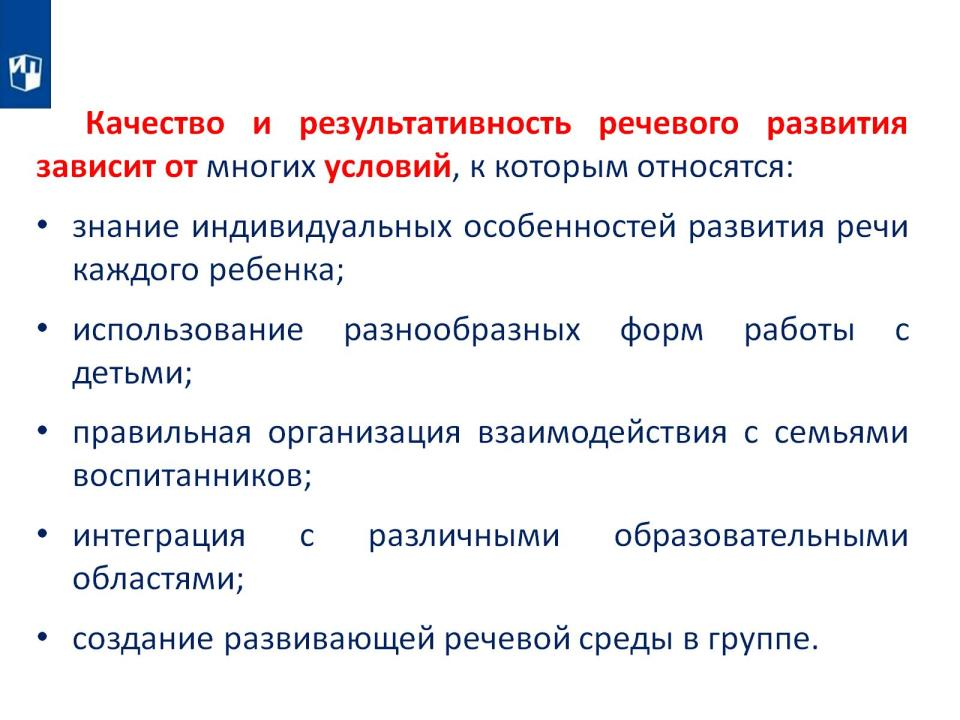 Качество и результативность речевого развития
зависит от многих условий, к которым относятся:
• знание индивидуальных особенностей развития речи
каждого ребенка;
• использование разнообразных форм работы с
детьми;
• правильная организация взаимодействия с семьями
воспитанников;
• интеграция с различными образовательными
областями;
• создание развивающей речевой среды в группе.